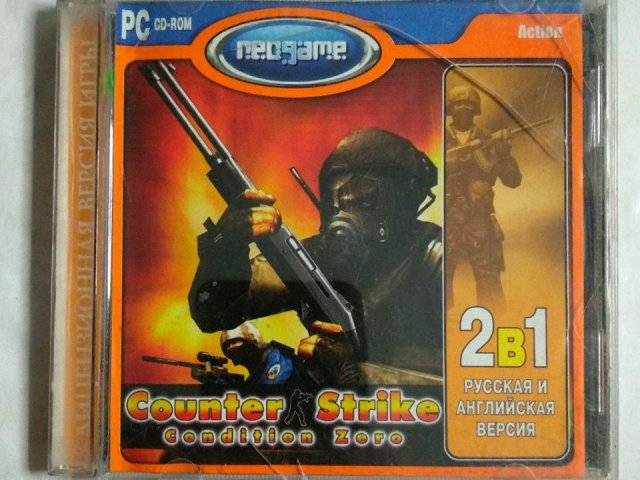 PC CD-ROM
neogame
Action
ЛИЦЕНЗИОННАЯ ВЕРСИЯ ИГРЫ
2в1
РУССКАЯ И
АНГЛИЙСКАЯ
ВЕРСИЯ
Counter Strike
Condition Zero